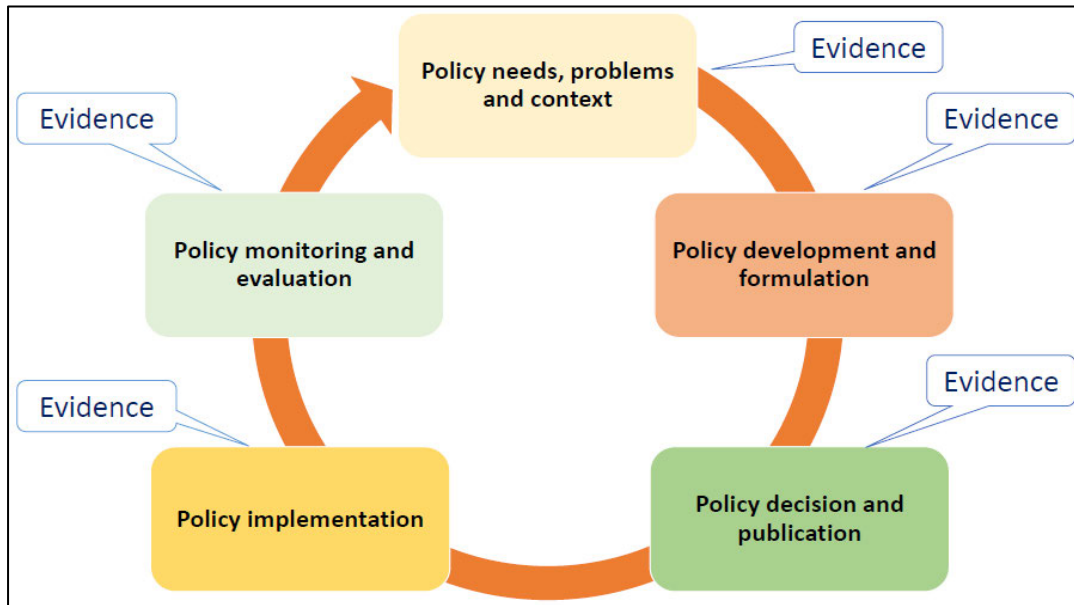 Policy needs, problems
and context
Evidence
Evidence
Policy development and
formulation
Evidence
Policy decision and
publication
Evidence
Policy implementation
Evidence
Policy monitoring and
evaluation